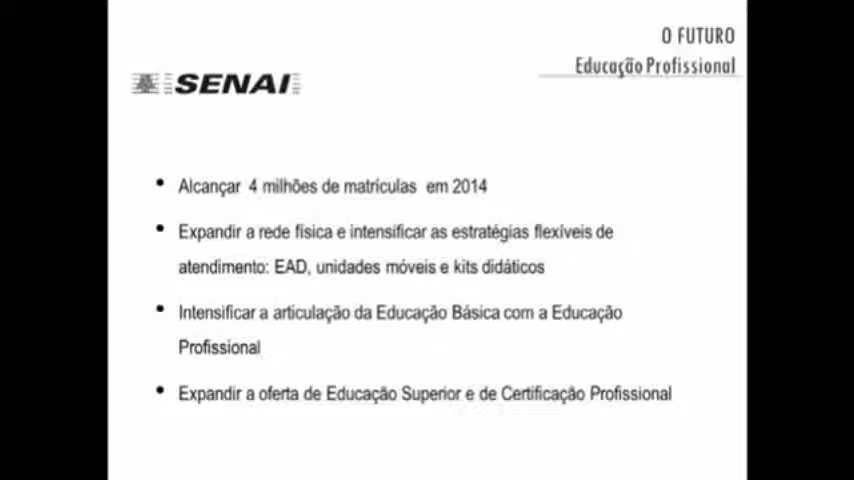 O FUTURO
Educação Profissional
SENAI
• Alcançar 4 milhões de matrículas em 2014
• Expandir a rede física e intensificar as estratégias flexíveis de
atendimento: EAD, unidades móveis e kits didáticos
• Intensificar a articulação da Educação Básica com a Educação
Profissional
• Expandir a oferta de Educação Superior e de Certificação Profissional